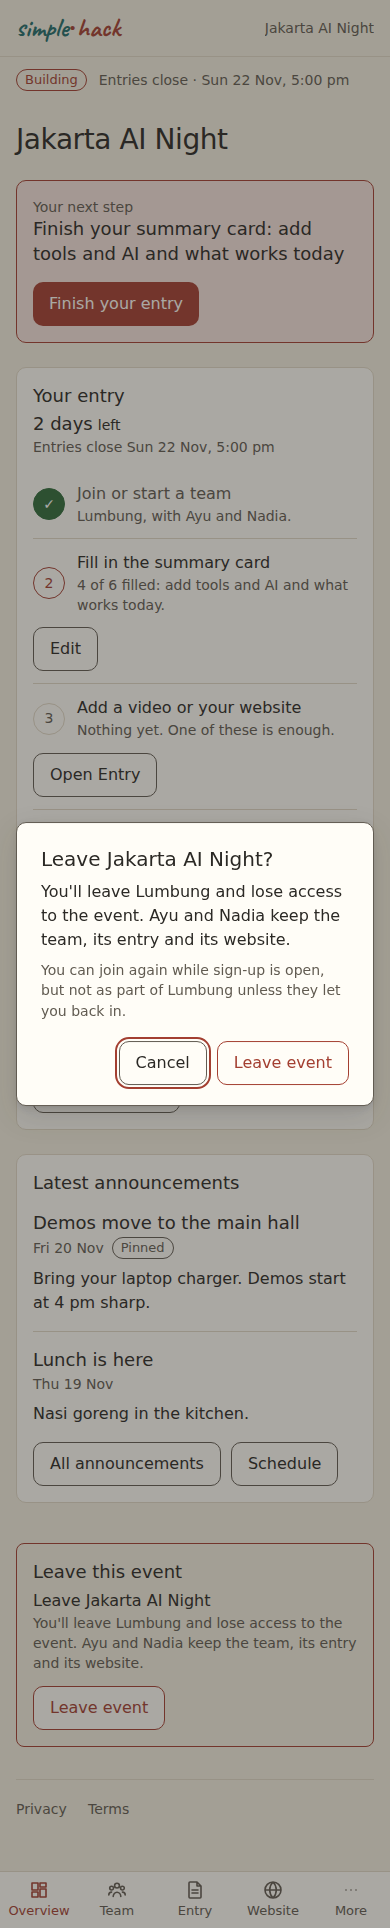 simple·hack
Jakarta AI Night
Building
Entries close · Sun 22 Nov, 5:00 pm
Jakarta AI Night
Your next step
Finish your summary card: add
tools and AI and what works today
Finish your entry
Your entry
2 days left
Entries close Sun 22 Nov, 5:00 pm
✓
Join or start a team
Lumbung, with Ayu and Nadia.
2
Fill in the summary card
4 of 6 filled: add tools and AI and what
works today.
Edit
3
Add a video or your website
Nothing yet. One of these is enough.
Open Entry
Leave Jakarta AI Night?
You'll leave Lumbung and lose access
to the event. Ayu and Nadia keep the
team, its entry and its website.
You can join again while sign-up is open,
but not as part of Lumbung unless they let
you back in.
Cancel
Leave event
Latest announcements
Demos move to the main hall
Fri 20 Nov
Pinned
Bring your laptop charger. Demos start
at 4 pm sharp.
Lunch is here
Thu 19 Nov
Nasi goreng in the kitchen.
All announcements
Schedule
Leave this event
Leave Jakarta AI Night
You'll leave Lumbung and lose access to the
event. Ayu and Nadia keep the team, its entry
and its website.
Leave event
Privacy
Terms
Overview
Team
Entry
Website
More